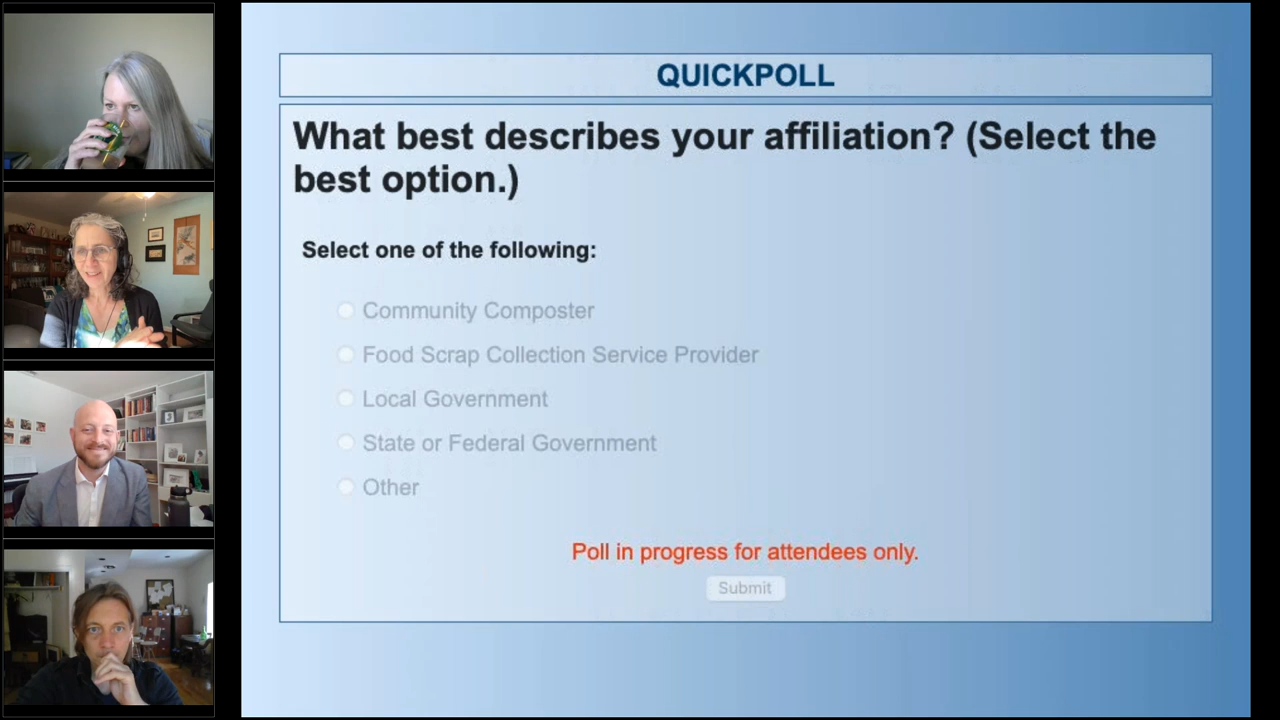 QUICKPOLL
What best describes your affiliation? (Select the
best option.)
Select one of the following:
Community Composter
Food Scrap Collection Service Provider
Local Government
State or Federal Government
Other
Poll in progress for attendees only.
Submit